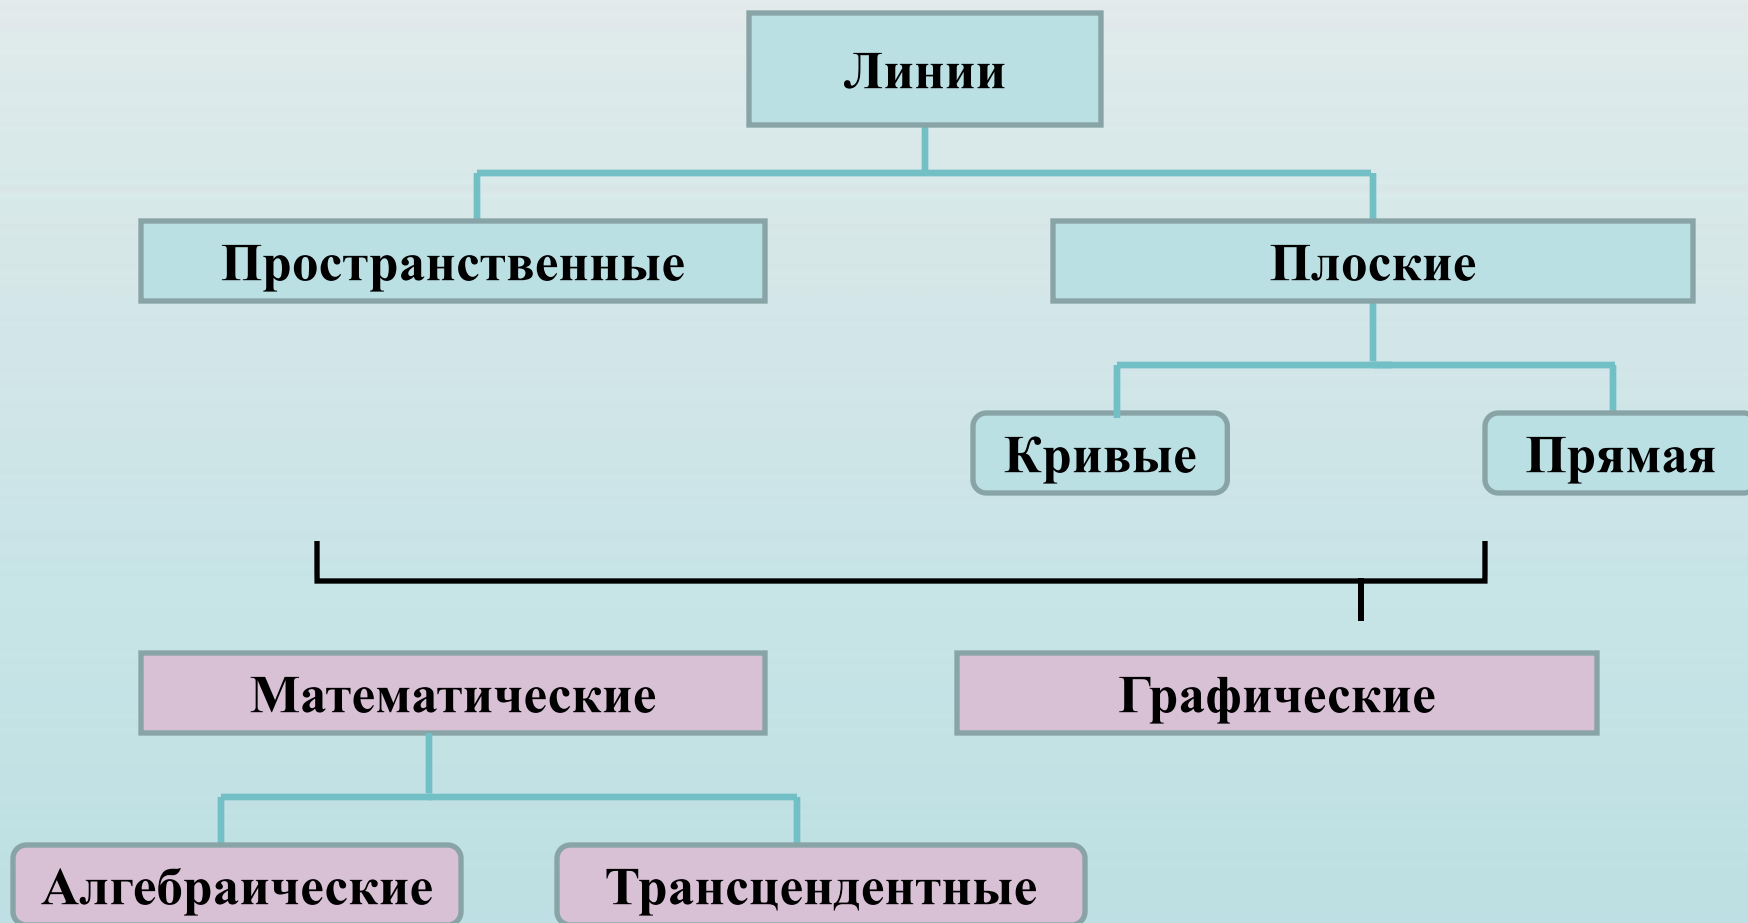 Линии
Пространственные
Плоские
Кривые
Прямая
Математические
Графические
Алгебраические
Трансцендентные